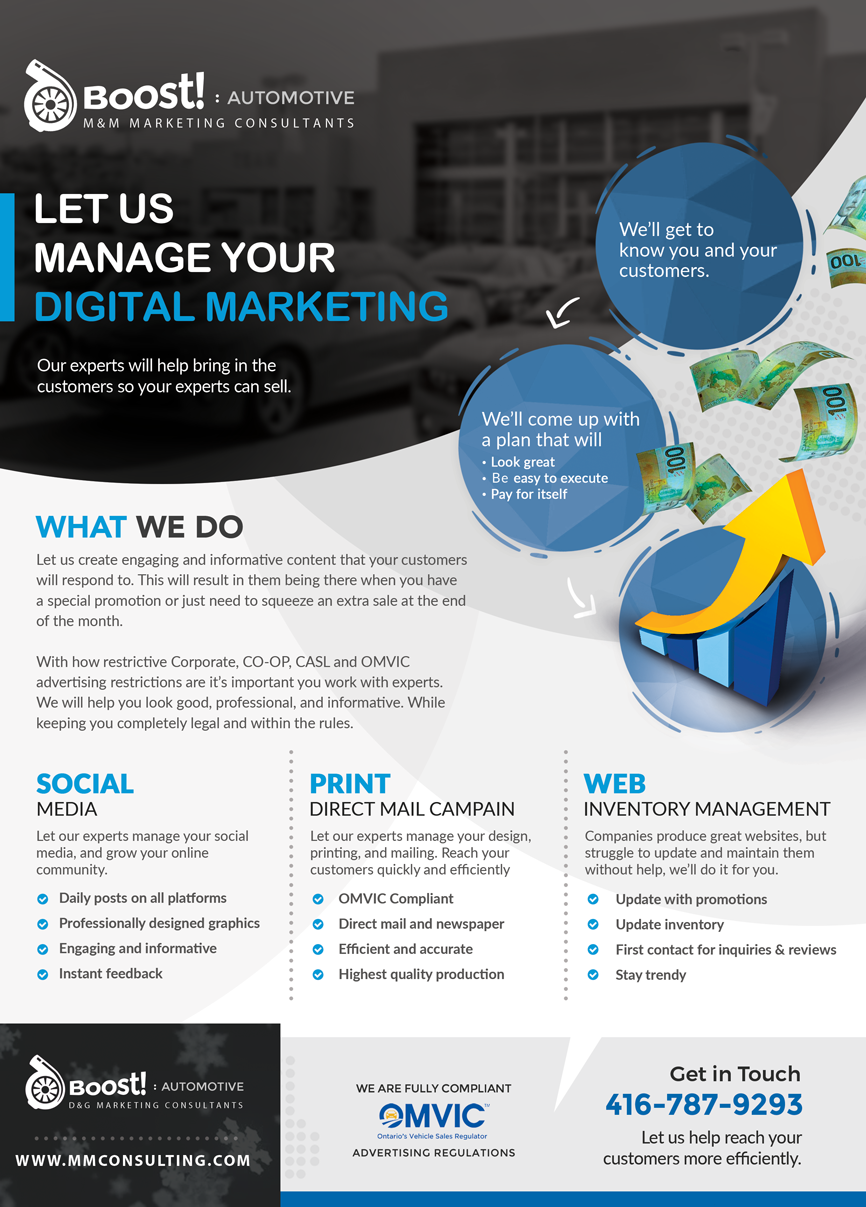 Boost! : AUTOMOTIVE
M&M MARKETING CONSULTANTS
LET US
MANAGE YOUR
DIGITAL MARKETING
Our experts will help bring in the
customers so your experts can sell.
We'll get to
know you and your
customers.
100
We'll come up with
a plan that will
• Look great
• Be easy to execute
• Pay for itself
100
100
WHAT WE DO
Let us create engaging and informative content that your customers
will respond to. This will result in them being there when you have
a special promotion or just need to squeeze an extra sale at the end
of the month.
With how restrictive Corporate, CO-OP, CASL and OMVIC
advertising restrictions are it's important you work with experts.
We will help you look good, professional, and informative. While
keeping you completely legal and within the rules.
SOCIAL
MEDIA
Let our experts manage your social
media, and grow your online
community.
Daily posts on all platforms
Professionally designed graphics
Engaging and informative
Instant feedback
PRINT
DIRECT MAIL CAMPAIN
Let our experts manage your design,
printing, and mailing. Reach your
customers quickly and efficiently
OMVIC Compliant
Direct mail and newspaper
Efficient and accurate
Highest quality production
WEB
INVENTORY MANAGEMENT
Companies produce great websites, but
struggle to update and maintain them
without help, we'll do it for you.
Update with promotions
Update inventory
First contact for inquiries & reviews
Stay trendy
Boost! : AUTOMOTIVE
D&G MARKETING CONSULTANTS
WWW.MMCONSULTING.COM
WE ARE FULLY COMPLIANT
OMVIC™
Ontario's Vehicle Sales Regulator
ADVERTISING REGULATIONS
Get in Touch
416-787-9293
Let us help reach your
customers more efficiently.